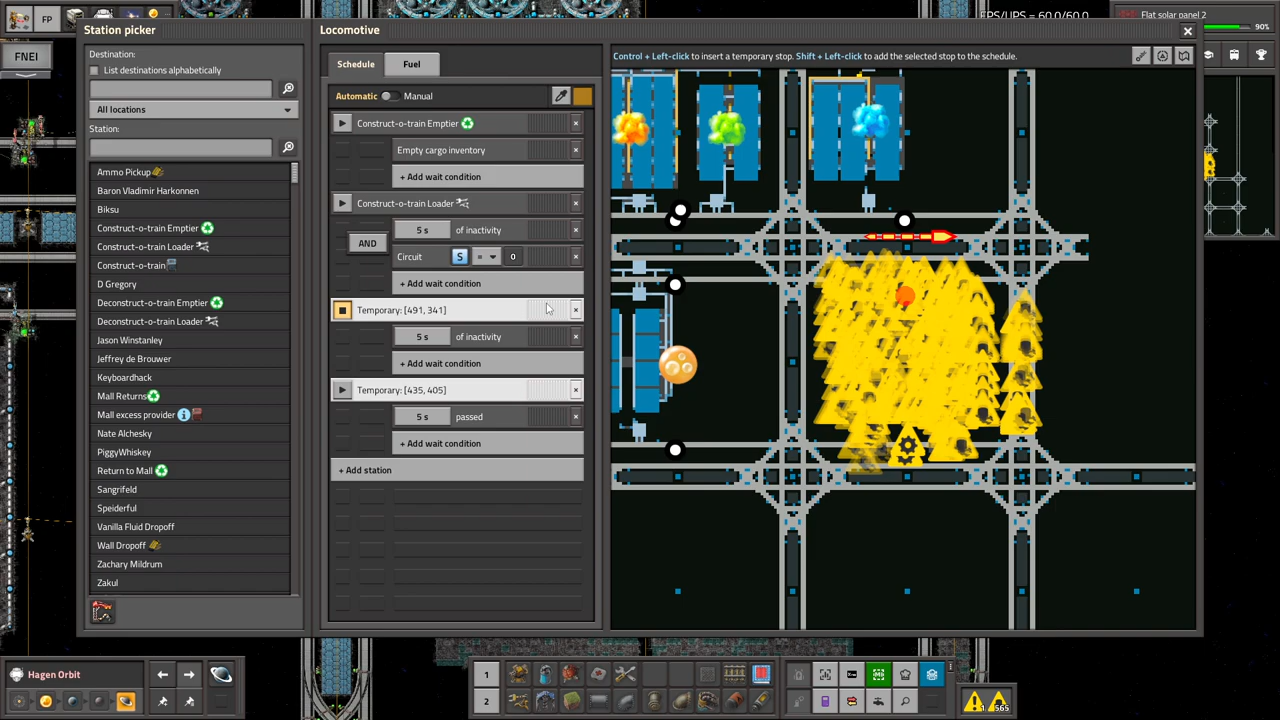 FP
FPS/UPS = 60.0/60.0
Flat solar panel 2
90%
FNEI
Station picker
Destination:
List destinations alphabetically
All locations
Station:
Ammo Pickup
Baron Vladimir Harkonnen
Biksu
Construct-o-train Emptier
Construct-o-train Loader
Construct-o-train
D Gregory
Deconstruct-o-train Emptier
Deconstruct-o-train Loader
Jason Winstanley
Jeffrey de Brouwer
Keyboardhack
Mall Returns
Mall excess provider
Nate Alchesky
PiggyWhiskey
Return to Mall
Sangrifeld
Speiderful
Vanilla Fluid Dropoff
Wall Dropoff
Zachary Mildrum
Zakul
Locomotive
Schedule
Fuel
Automatic
Manual
Construct-o-train Emptier
Empty cargo inventory
+ Add wait condition
Construct-o-train Loader
5 s
of inactivity
AND
Circuit
S
=
0
+ Add wait condition
Temporary: [491, 341]
5 s
of inactivity
+ Add wait condition
Temporary: [435, 405]
5 s
passed
+ Add wait condition
+ Add station
Control + Left-click to insert a temporary stop. Shift + Left-click to add the selected stop to the schedule.
Hagen Orbit
1
2
565